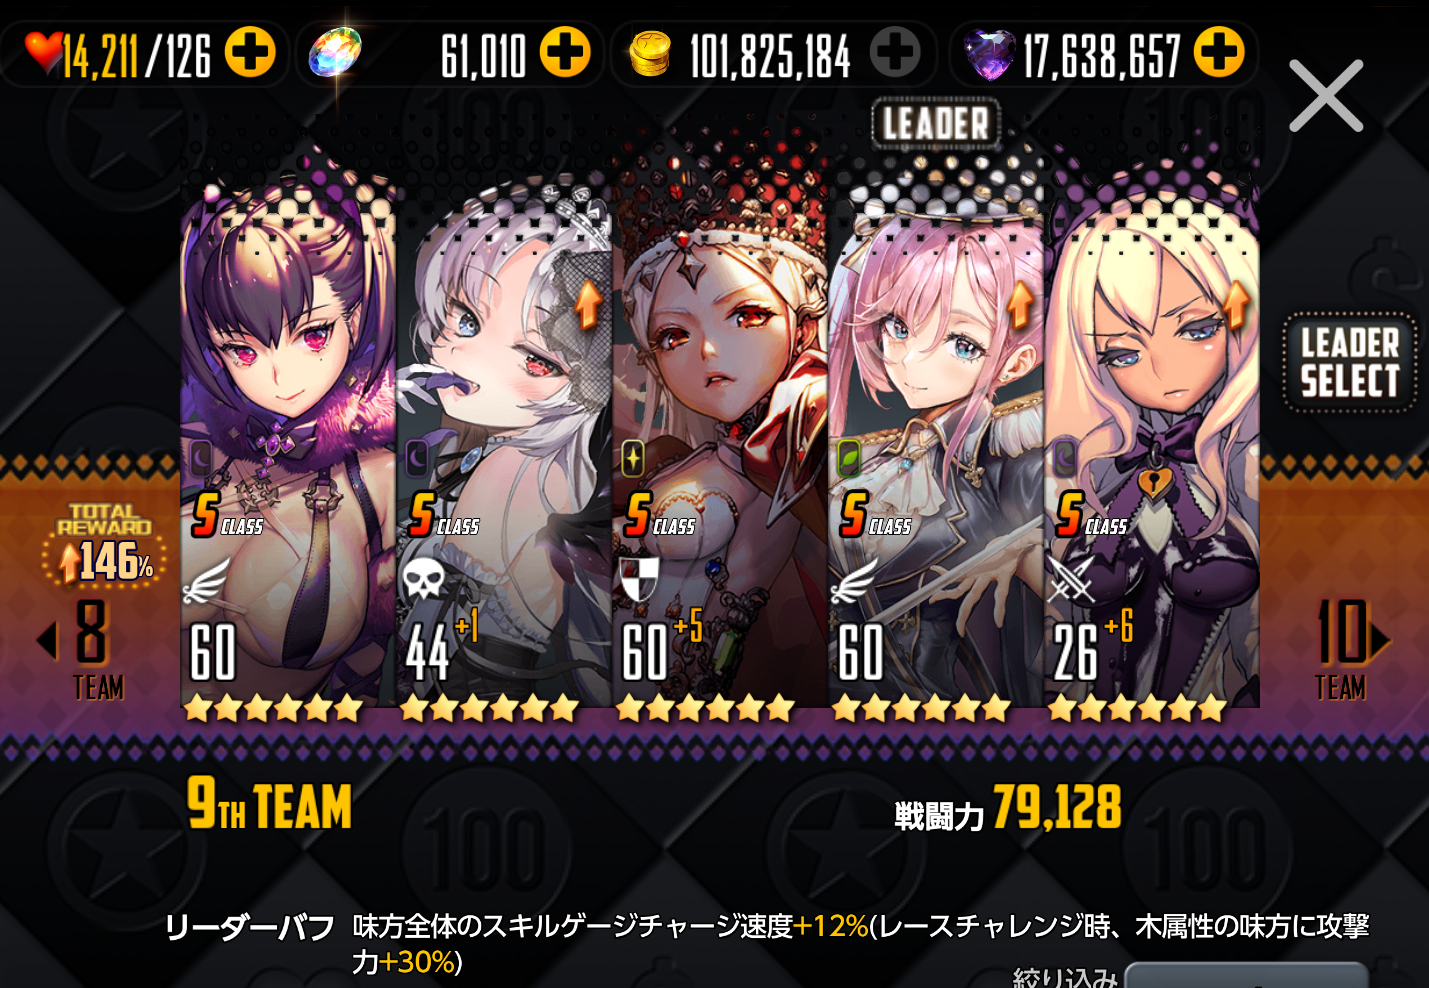 14,211/126
61,010
101,825,184
17,638,657
LEADER
LEADER
SELECT
S CLASS
S CLASS
S CLASS
S CLASS
S CLASS
TOTAL
REWARD
146%
8
TEAM
60
44 +1
60 +5
60
26 +6
10
TEAM
9TH TEAM
戦闘力 79,128
リーダーバフ 味方全体のスキルゲージチャージ速度+12%(レースチャレンジ時、木属性の味方に攻撃
力+30%)
絞り込み
100
100
100
100